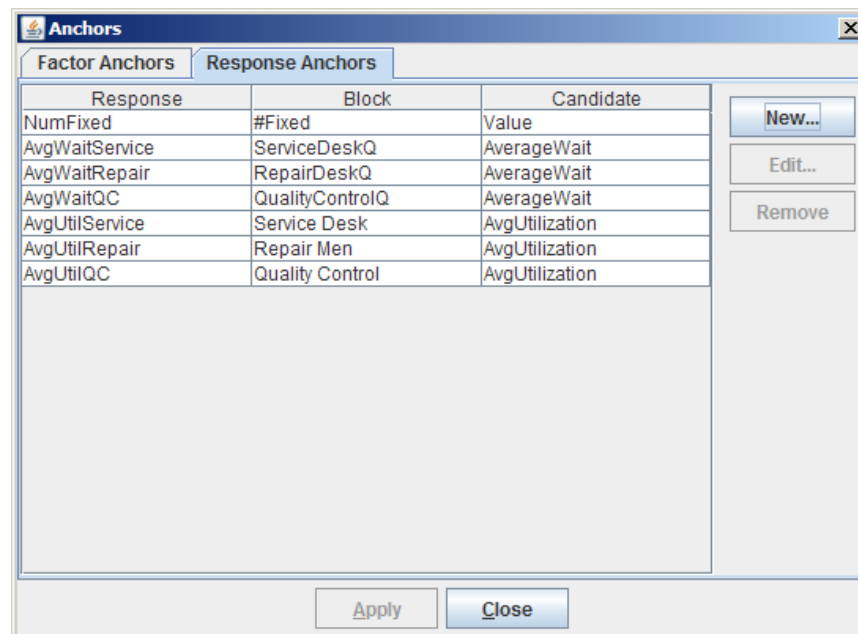 Anchors
Factor Anchors Response Anchors
Response Block Candidate
NumFixed #Fixed Value
AvgWaitService ServiceDeskQ AverageWait
AvgWaitRepair RepairDeskQ AverageWait
AvgWaitQC QualityControlQ AverageWait
AvgUtilService Service Desk AvgUtilization
AvgUtilRepair Repair Men AvgUtilization
AvgUtilQC Quality Control AvgUtilization
New...
Edit...
Remove
Apply Close